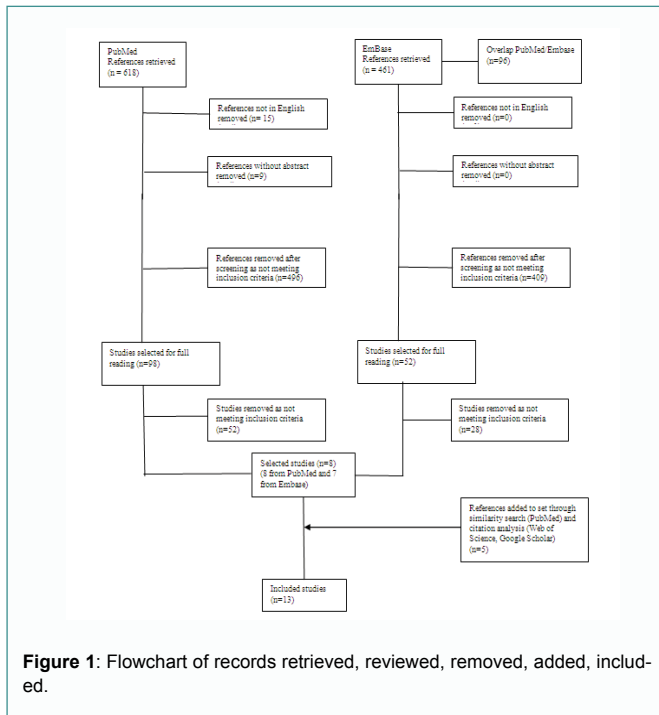 PubMed
References retrieved
(n = 618)
EmBase
References retrieved
(n = 461)
Overlap PubMed/Embase
(n=96)
References not in English
removed (n= 15)
References not in English
removed (n=0)
References without abstract
removed (n=9)
References without abstract
removed (n=0)
References removed after
screening as not meeting
inclusion criteria (n=496)
References removed after
screening as not meeting
inclusion criteria (n=409)
Studies selected for full
reading (n=98)
Studies selected for full
reading (n=52)
Studies removed as not
meeting inclusion criteria
(n=52)
Studies removed as not
meeting inclusion criteria
(n=28)
Selected studies (n=8)
(8 from PubMed and 7
from Embase)
References added to set through
similarity search (PubMed) and
citation analysis (Web of
Science, Google Scholar)
(n=5)
Included studies
(n=13)
Figure 1: Flowchart of records retrieved, reviewed, removed, added, includ-
ed.